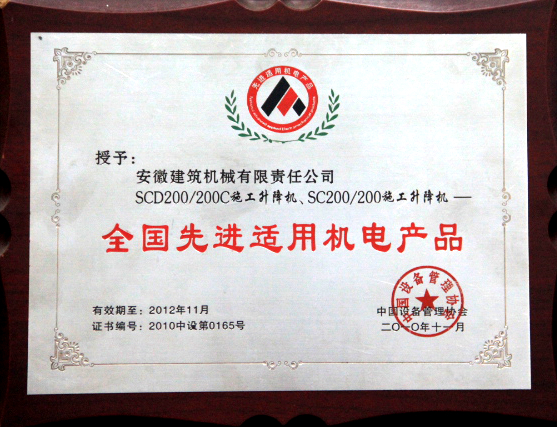 先进适用机电产品
授予：
安徽建筑机械有限责任公司
SCD200/200C施工升降机、SC200/200施工升降机 —
全国先进适用机电产品
有效期至：2012年11月
证书编号：2010中设第0165号
中国设备管理协会
中国设备管理协会
二〇一〇年十一月